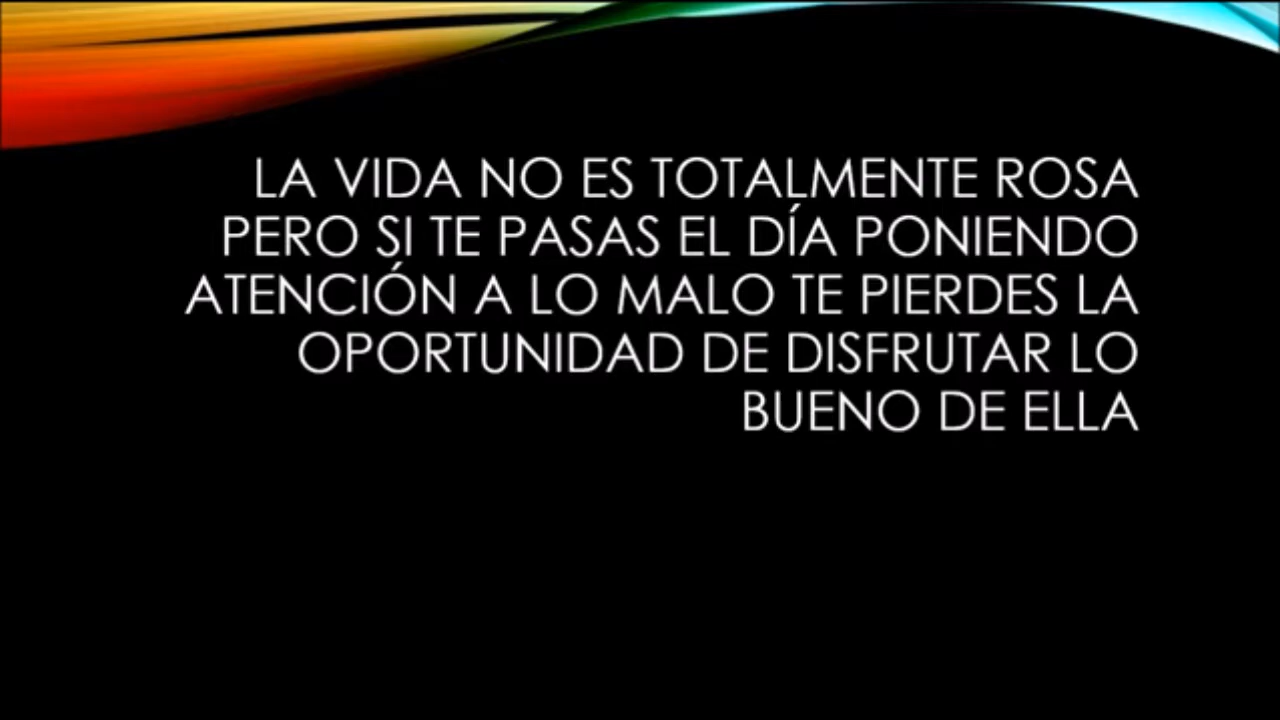 LA VIDA NO ES TOTALMENTE ROSA
PERO SI TE PASAS EL DÍA PONIENDO
ATENCIÓN A LO MALO TE PIERDES LA
OPORTUNIDAD DE DISFRUTAR LO
BUENO DE ELLA